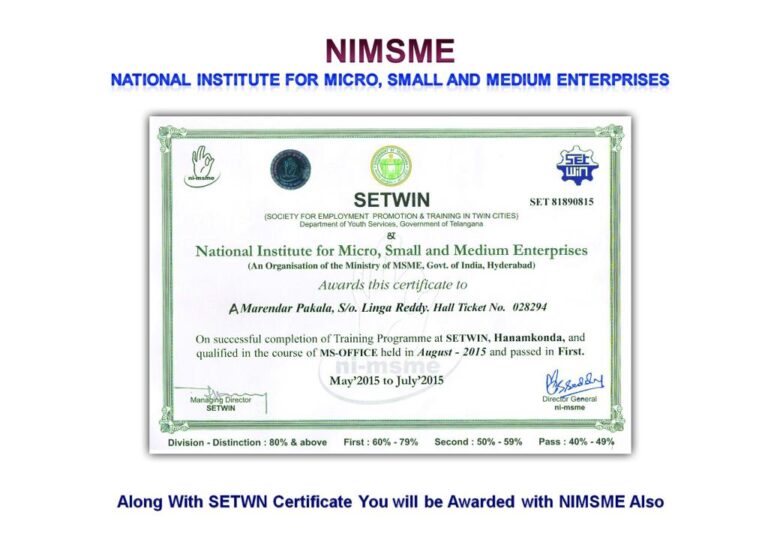 NIMSME
NATIONAL INSTITUTE FOR MICRO, SMALL AND MEDIUM ENTERPRISES
ni-msme
SET
WIN
SETWIN
SET 81890815
(SOCIETY FOR EMPLOYMENT PROMOTION & TRAINING IN TWIN CITIES)
Department of Youth Services, Government of Telangana
&
National Institute for Micro, Small and Medium Enterprises
(An Organisation of the Ministry of MSME, Govt. of India, Hyderabad)
Awards this certificate to
A Marendar Pakala, S/o. Linga Reddy. Hall Ticket No. 028294
On successful completion of Training Programme at SETWIN, Hanamkonda, and
qualified in the course of MS-OFFICE held in August - 2015 and passed in First.
ni-msme
May'2015 to July'2015
Managing Director
SETWIN
Director General
ni-msme
Division - Distinction : 80% & above First : 60% - 79% Second : 50% - 59% Pass : 40% - 49%
Along With SETWN Certificate You will be Awarded with NIMSME Also